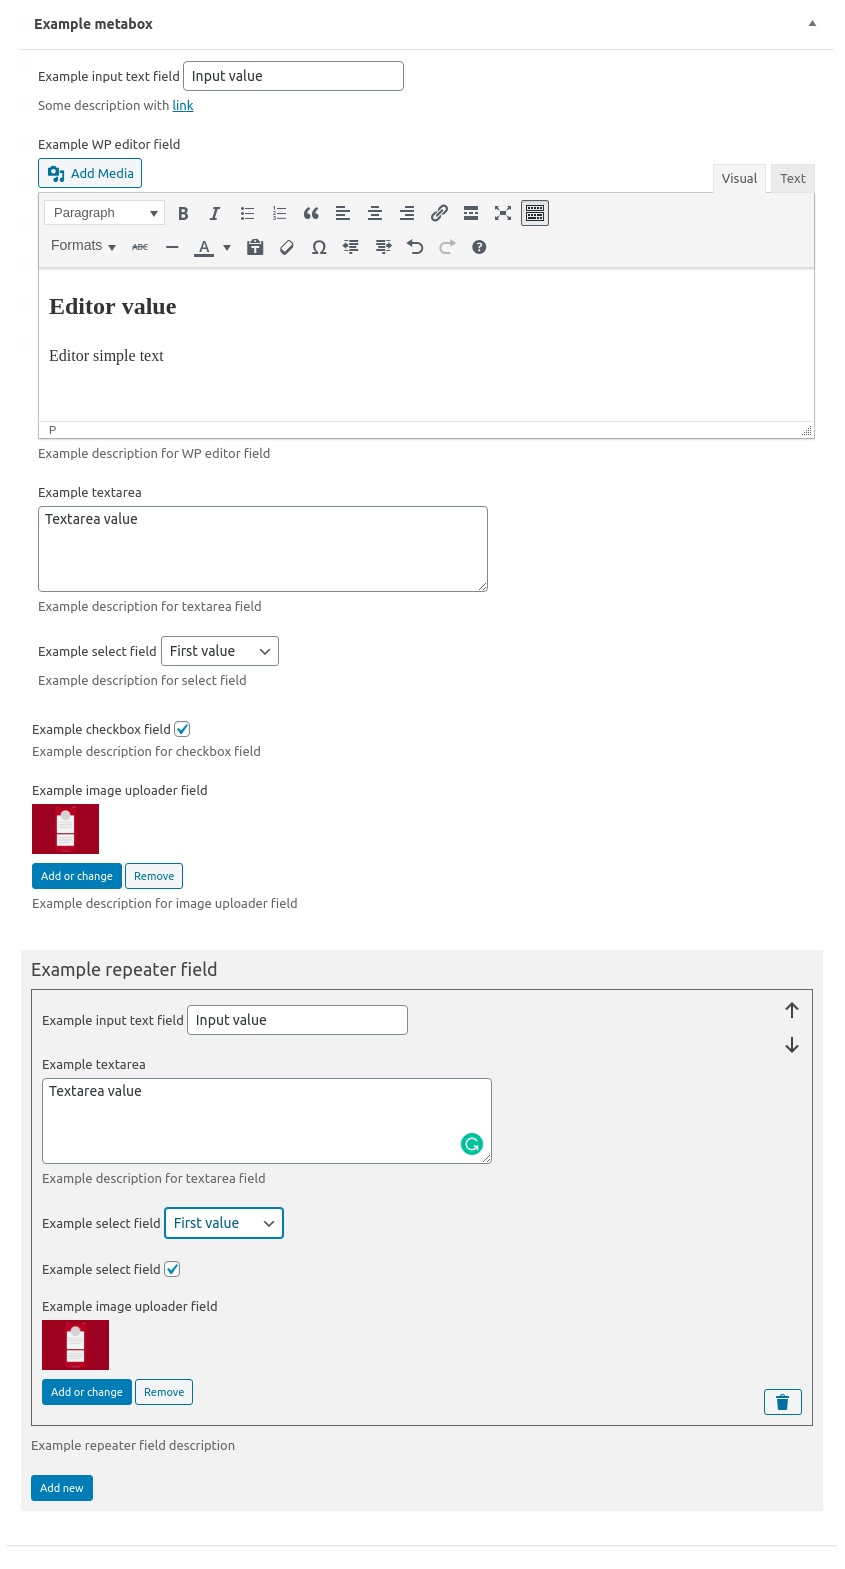 Example metabox
Example input text field Input value
Some description with link
Example WP editor field
Add Media
Visual Text
Paragraph B I
Formats ABC A
Editor value
Editor simple text
P
Example description for WP editor field
Example textarea
Textarea value
Example description for textarea field
Example select field First value
Example description for select field
Example checkbox field
Example description for checkbox field
Example image uploader field
Add or change Remove
Example description for image uploader field
Example repeater field
Example input text field Input value
Example textarea
Textarea value
Example description for textarea field
Example select field First value
Example select field
Example image uploader field
Add or change Remove
Example repeater field description
Add new